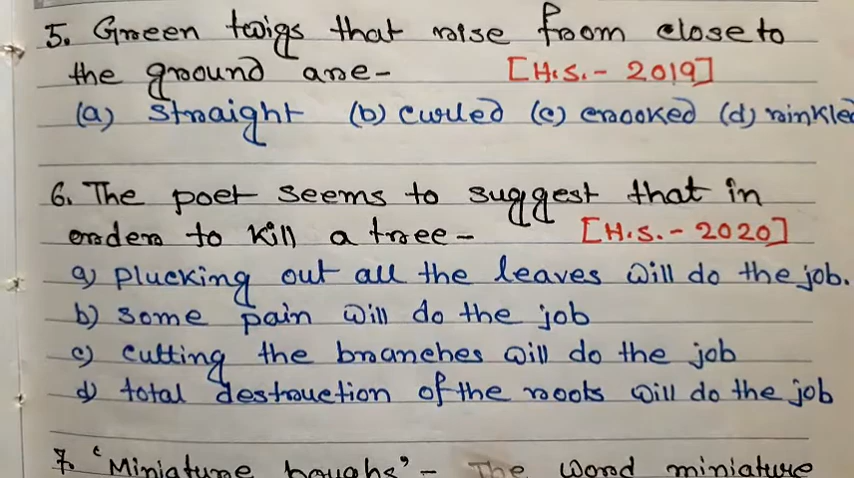 5. Green twigs that rise from close to
the ground are- [H.S.- 2019]
(a) straight (b) curled (c) crooked (d) rinkled
6. The poet seems to suggest that in
order to kill a tree- [H.S.- 2020]
a) plucking out all the leaves will do the job.
b) some pain will do the job
c) cutting the branches will do the job
d) total destruction of the roots will do the job
7. 'Miniature boughs' - The word miniature